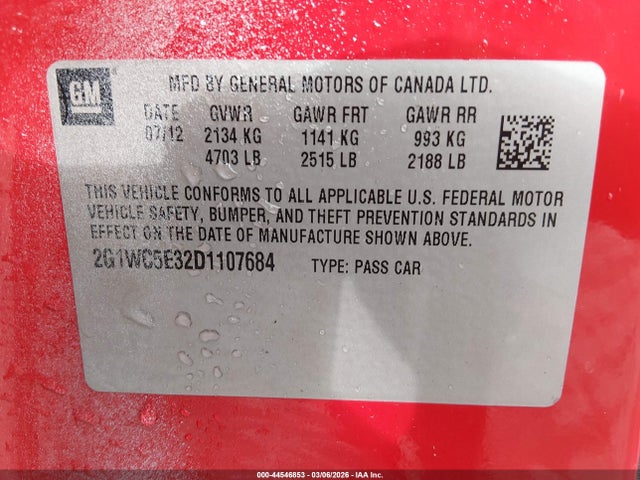 GM
MFD BY GENERAL MOTORS OF CANADA LTD.
DATE GVWR GAWR FRT GAWR RR
07/12 2134 KG 1141 KG 993 KG
4703 LB 2515 LB 2188 LB
THIS VEHICLE CONFORMS TO ALL APPLICABLE U.S. FEDERAL MOTOR
VEHICLE SAFETY, BUMPER, AND THEFT PREVENTION STANDARDS IN
EFFECT ON THE DATE OF MANUFACTURE SHOWN ABOVE.
2G1WC5E32D1107684 TYPE: PASS CAR
000-44546853 - 03/06/2026 - IAA Inc.